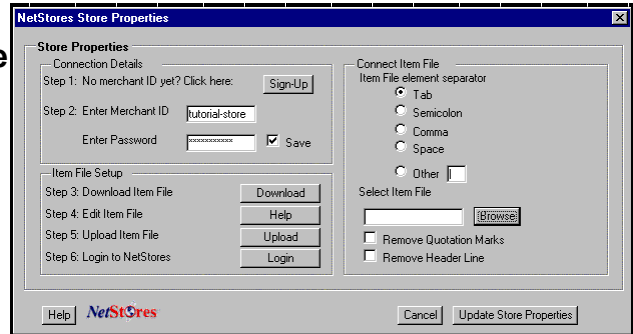 NetStores Store Properties
e
Store Properties
Connection Details
Step 1: No merchant ID yet? Click here: Sign-Up
Step 2: Enter Merchant ID tutorial-store
Enter Password xxxxxxxxxxx Save
Item File Setup
Step 3: Download Item File Download
Step 4: Edit Item File Help
Step 5: Upload Item File Upload
Step 6: Login to NetStores Login
Connect Item File
Item File element separator
Tab
Semicolon
Comma
Space
Other
Select Item File
Browse
Remove Quotation Marks
Remove Header Line
Help NetStores Cancel Update Store Properties